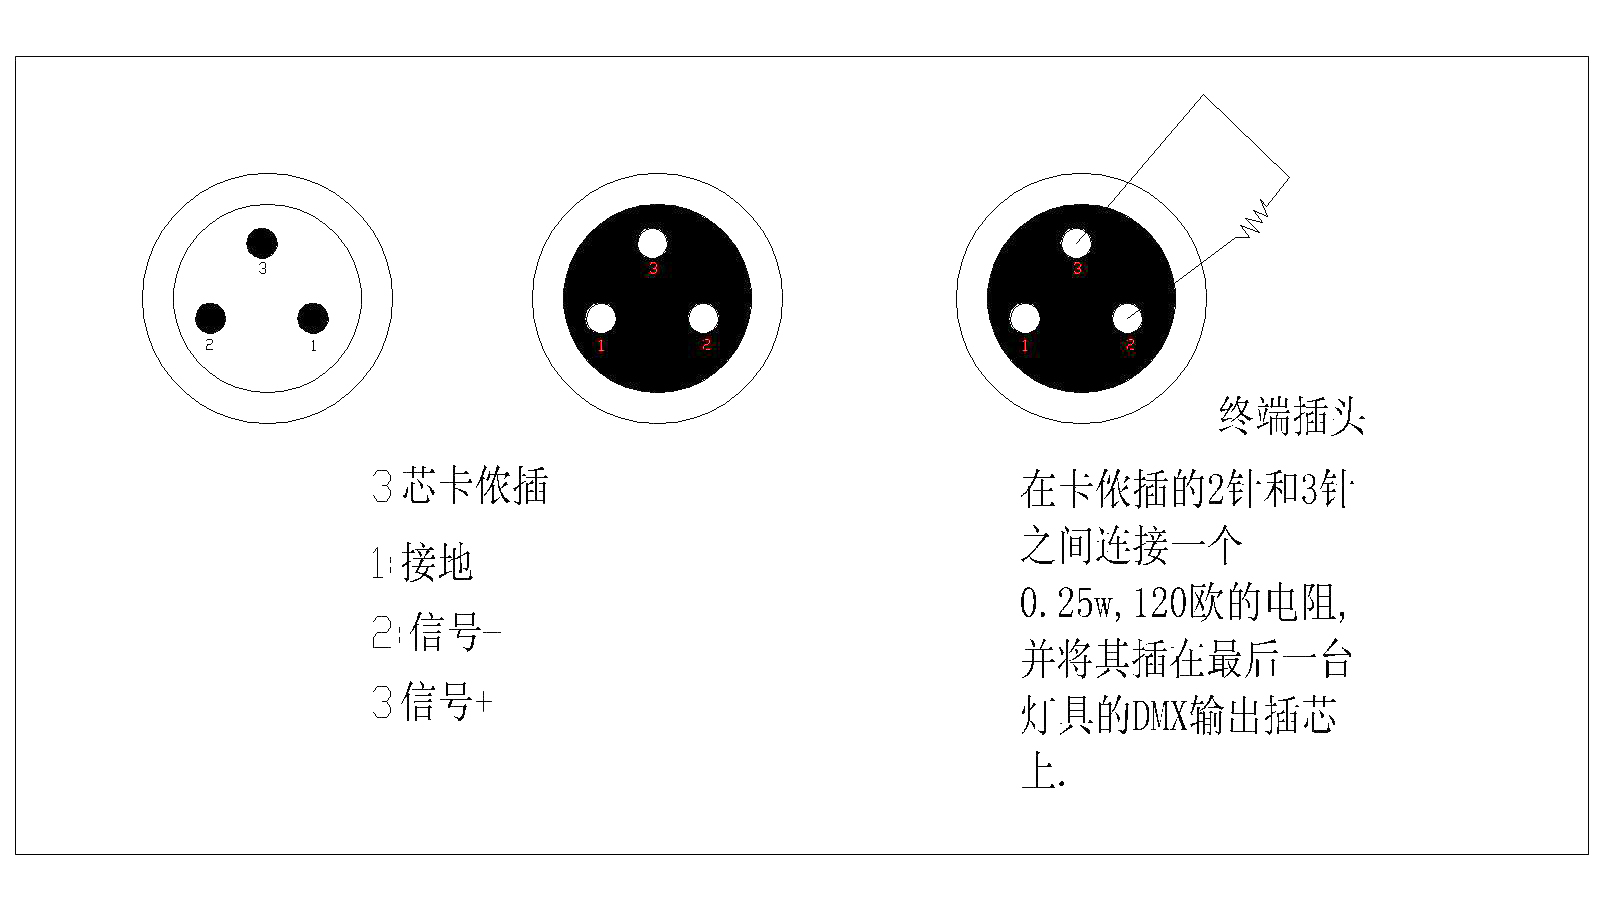 3
2
1
3
1
2
3
1
2
终端插头
3芯卡侬插
1:接地
2:信号-
3信号+
在卡侬插的2针和3针
之间连接一个
0.25w,120欧的电阻,
并将其插在最后一台
灯具的DMX输出插芯
上.